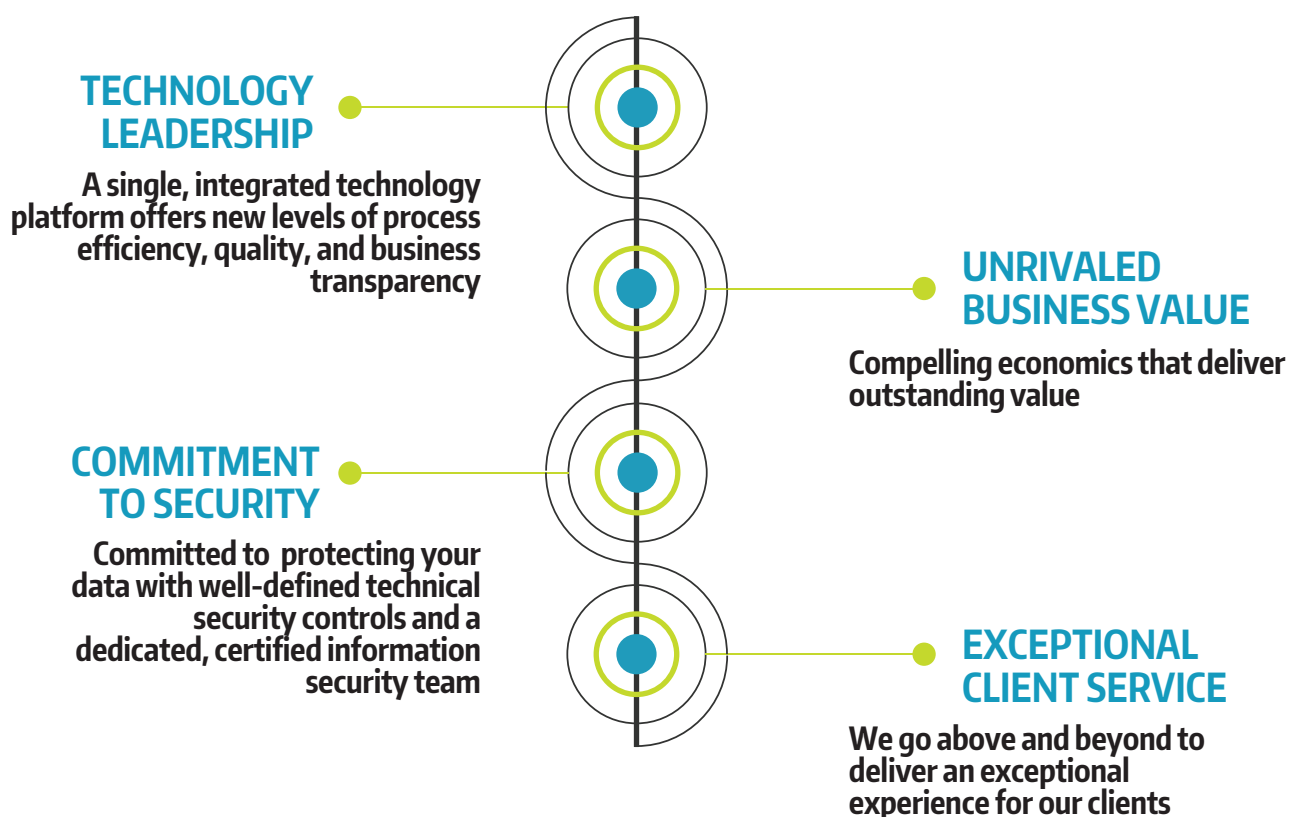 TECHNOLOGY
LEADERSHIP
A single, integrated technology
platform offers new levels of process
efficiency, quality, and business
transparency
UNRIVALED
BUSINESS VALUE
Compelling economics that deliver
outstanding value
COMMITMENT
TO SECURITY
Committed to  protecting your
data with well-defined technical
security controls and a
dedicated, certified information
security team
EXCEPTIONAL
CLIENT SERVICE
We go above and beyond to
deliver an exceptional
experience for our clients